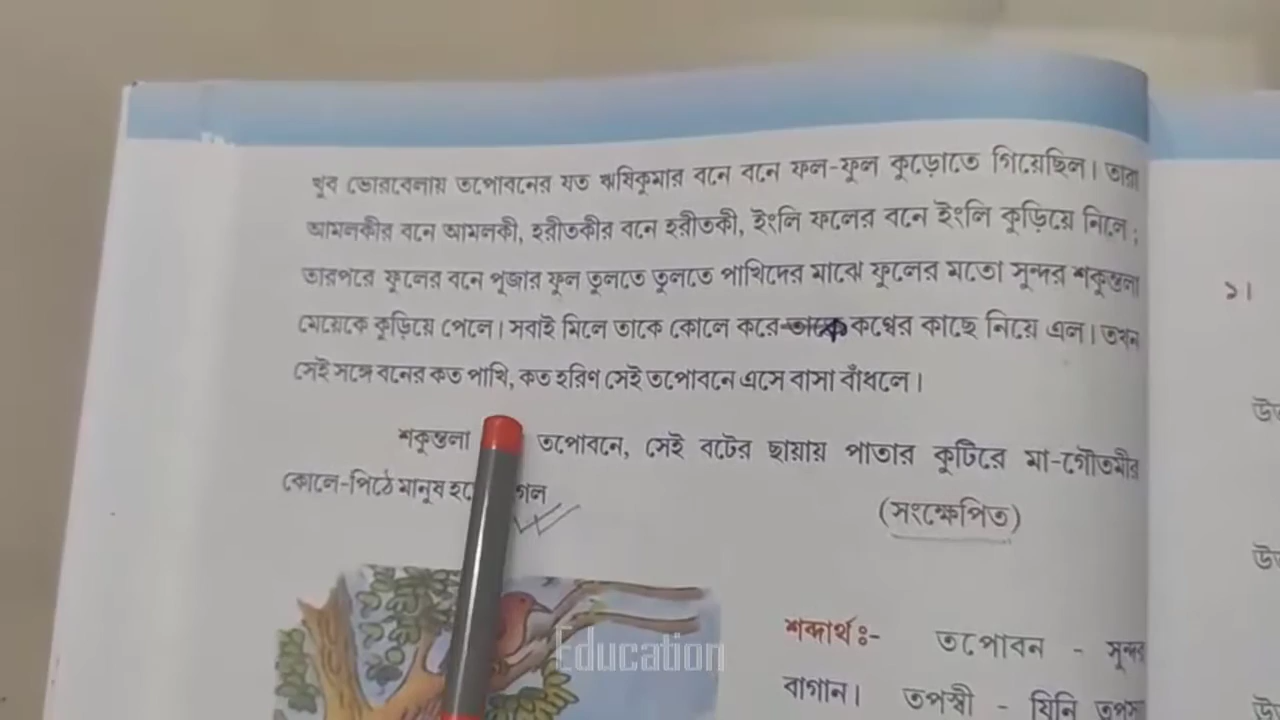 খুব ভোরবেলায় তপোবনের যত ঋষিকুমার বনে বনে ফল-ফুল কুড়োতে গিয়েছিল। তারা
আমলকীর বনে আমলকী, হরীতকীর বনে হরীতকী, ইংলি ফলের বনে ইংলি কুড়িয়ে নিলে;
তারপরে ফুলের বনে পূজার ফুল তুলতে তুলতে পাখিদের মাঝে ফুলের মতো সুন্দর শকুন্তলা
মেয়েকে কুড়িয়ে পেলে। সবাই মিলে তাকে কোলে করে কণ্বের কাছে নিয়ে এল। তখন
সেই সঙ্গে বনের কত পাখি, কত হরিণ সেই তপোবনে এসে বাসা বাঁধলে।
শকুন্তলা তপোবনে, সেই বটের ছায়ায় পাতার কুটিরে মা-গৌতমীর
কোলে-পিঠে মানুষ
(সংক্ষেপিত)
শব্দার্থঃ- তপোবন - সুন্দর
বাগান। তপস্বী - যিনি
১।
Education